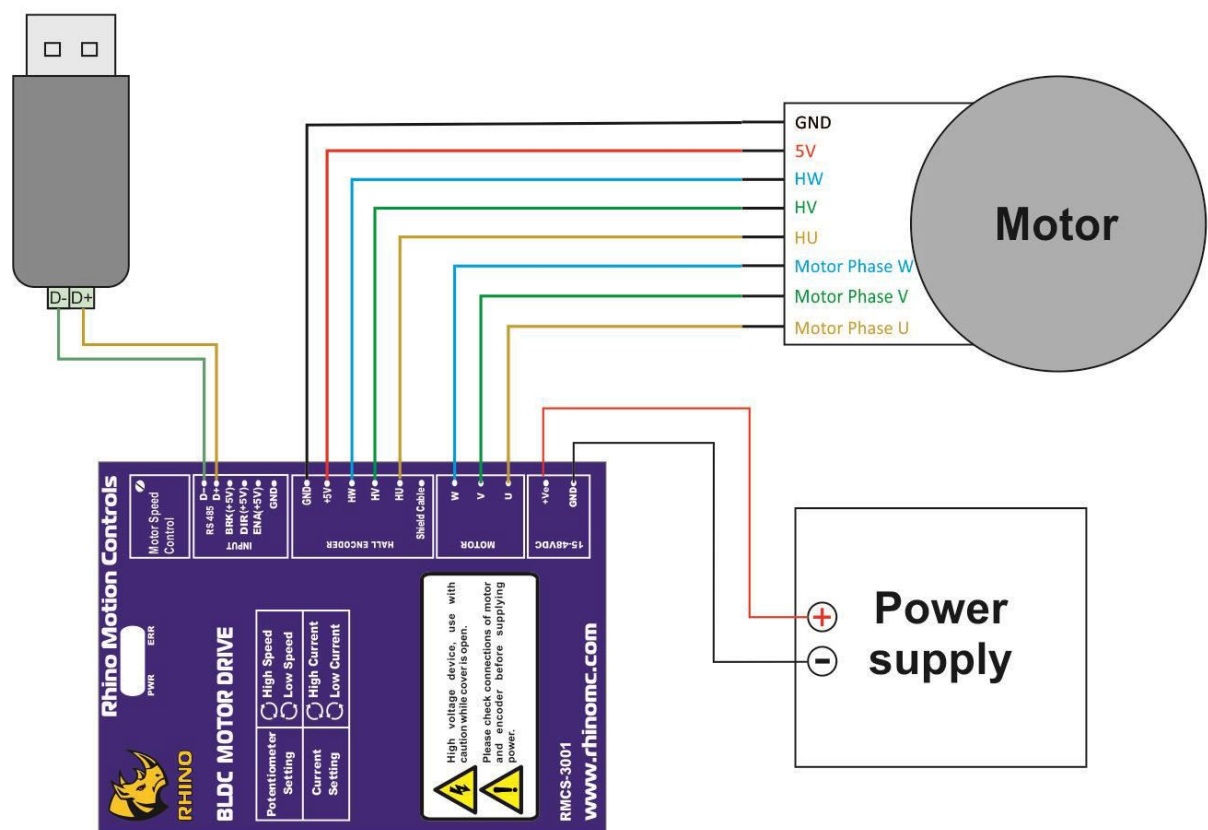 D- D+
GND
5V
HW
HV
HU
Motor Phase W
Motor Phase V
Motor Phase U
Motor
Rhino Motion Controls
Motor Speed
Control
D-
D+
RS 485
BRK(+5V)
DIR(+5V)
ENA(+5V)
GND
INPUT
GND
+5V
HW
HV
HU
Shield Cable
HALL ENCODER
W
V
U
MOTOR
+Ve
GND
15-48VDC
PWR ERR
RHINO
BLDC MOTOR DRIVE
Potentiometer
Setting
High Speed
Low Speed
Current
Setting
High Current
Low Current
High voltage device, use with
caution while cover is open.
Please check connections of motor
and encoder before supplying
power.
RMCS-3001
www.rhinomc.com
+
-
Power
supply